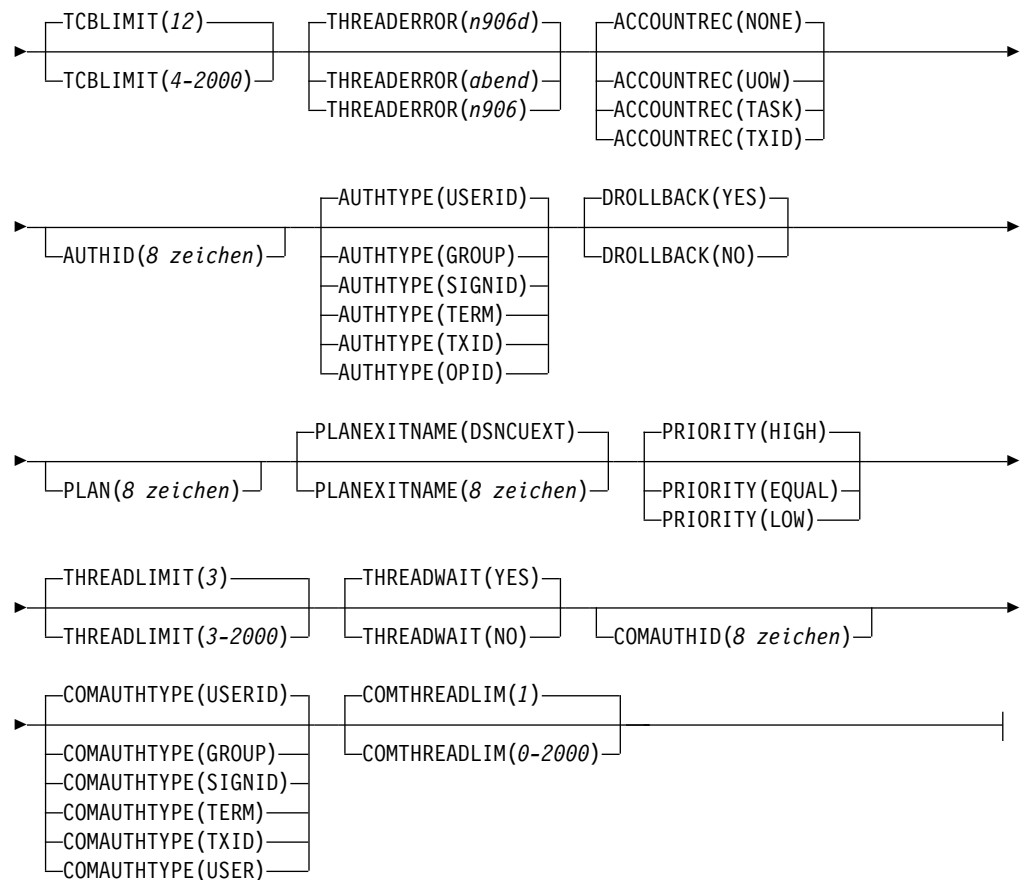 TCBLIMIT(12) THREADERROR(n906d) ACCOUNTREC(NONE)
TCBLIMIT(4-2000) THREADERROR(abend) ACCOUNTREC(UOW)
THREADERROR(n906) ACCOUNTREC(TASK)
ACCOUNTREC(TXID)
AUTHTYPE(USERID) DROLLBACK(YES)
AUTHID(8 zeichen) AUTHTYPE(GROUP) DROLLBACK(NO)
AUTHTYPE(SIGNID)
AUTHTYPE(TERM)
AUTHTYPE(TXID)
AUTHTYPE(OPID)
PLANEXITNAME(DSNCUEXT) PRIORITY(HIGH)
PLAN(8 zeichen) PLANEXITNAME(8 zeichen) PRIORITY(EQUAL)
PRIORITY(LOW)
THREADLIMIT(3) THREADWAIT(YES)
THREADLIMIT(3-2000) THREADWAIT(NO) COMAUTHID(8 zeichen)
COMAUTHTYPE(USERID) COMTHREADLIM(1)
COMAUTHTYPE(GROUP) COMTHREADLIM(0-2000)
COMAUTHTYPE(SIGNID)
COMAUTHTYPE(TERM)
COMAUTHTYPE(TXID)
COMAUTHTYPE(USER)